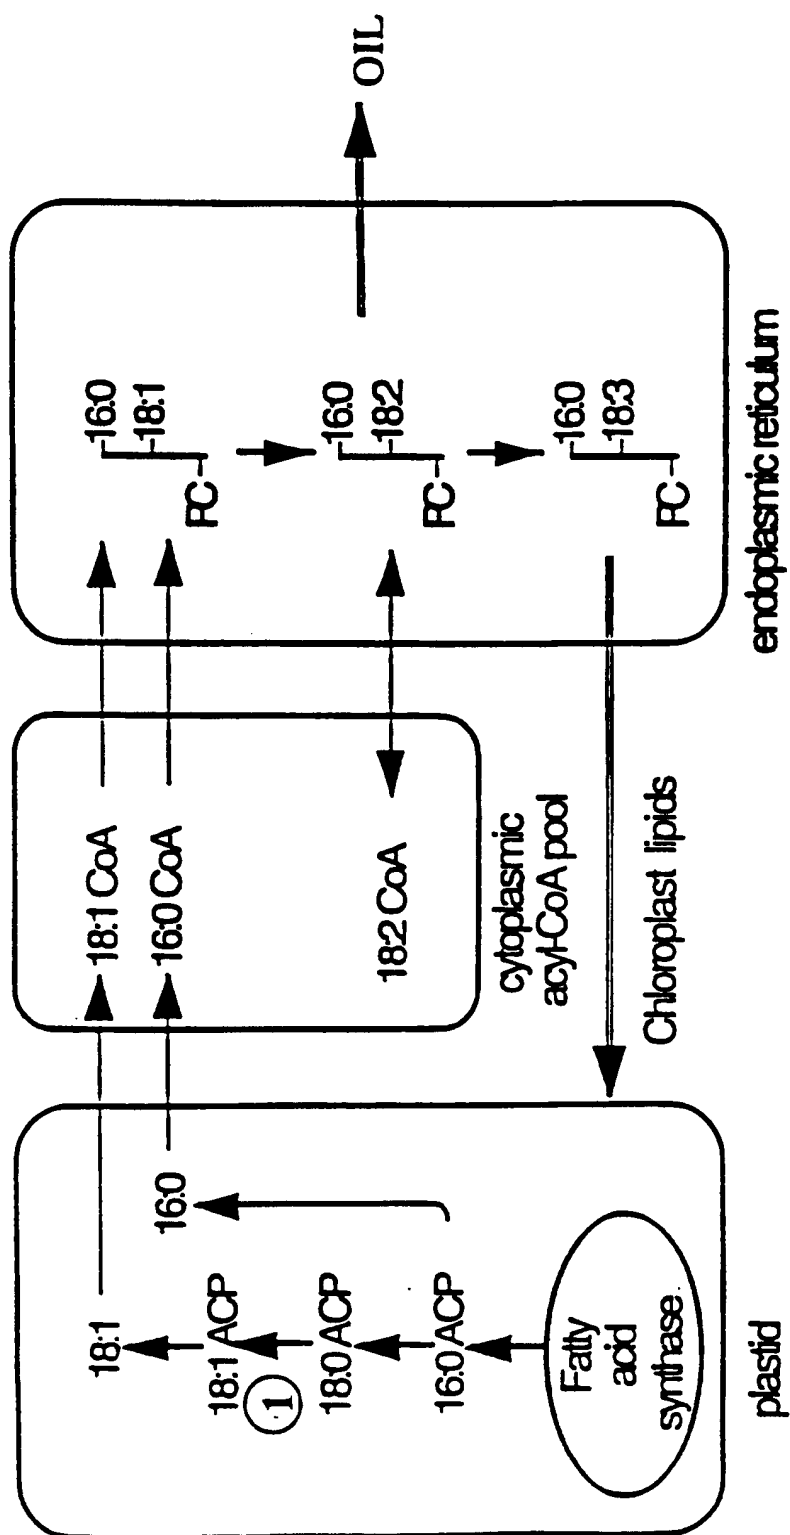 18:1
18:1 ACP
1
18:0 ACP
16:0 ACP
16:0
Fatty
acid
synthase
plastid
18:1 CoA
16:0 CoA
18:2 CoA
cytoplasmic
acyl-CoA pool
Chloroplast lipids
16:0
18:1
PC
16:0
18:2
PC
16:0
18:3
PC
endoplasmic reticulum
OIL